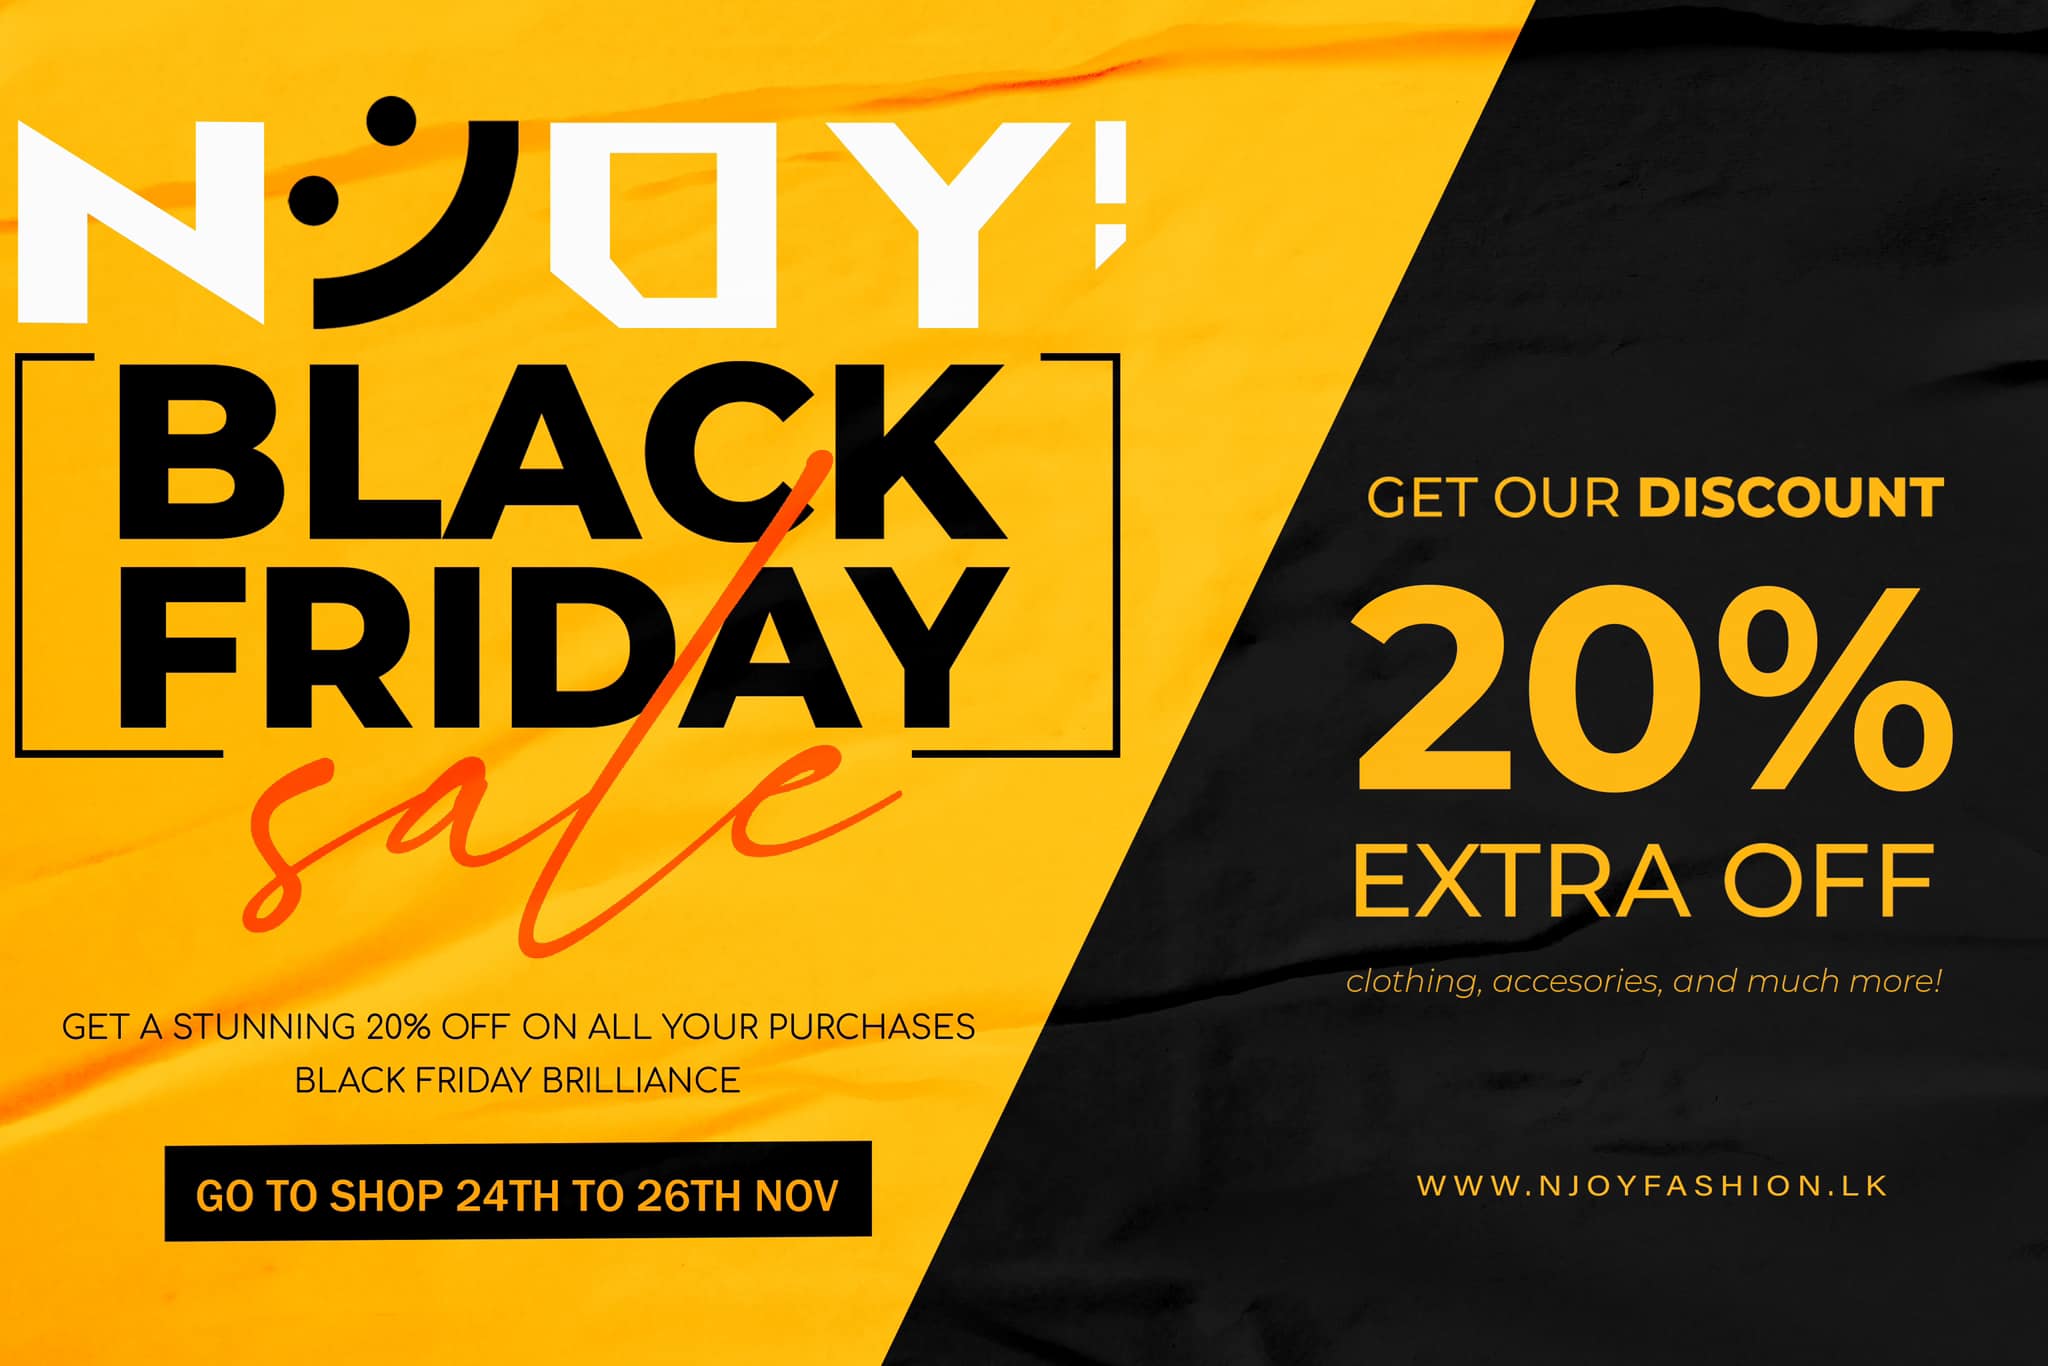 NJOY!
BLACK
FRIDAY
sale
GET A STUNNING 20% OFF ON ALL YOUR PURCHASES
BLACK FRIDAY BRILLIANCE
GO TO SHOP 24TH TO 26TH NOV
GET OUR DISCOUNT
20%
EXTRA OFF
clothing, accesories, and much more!
WWW.NJOYFASHION.LK